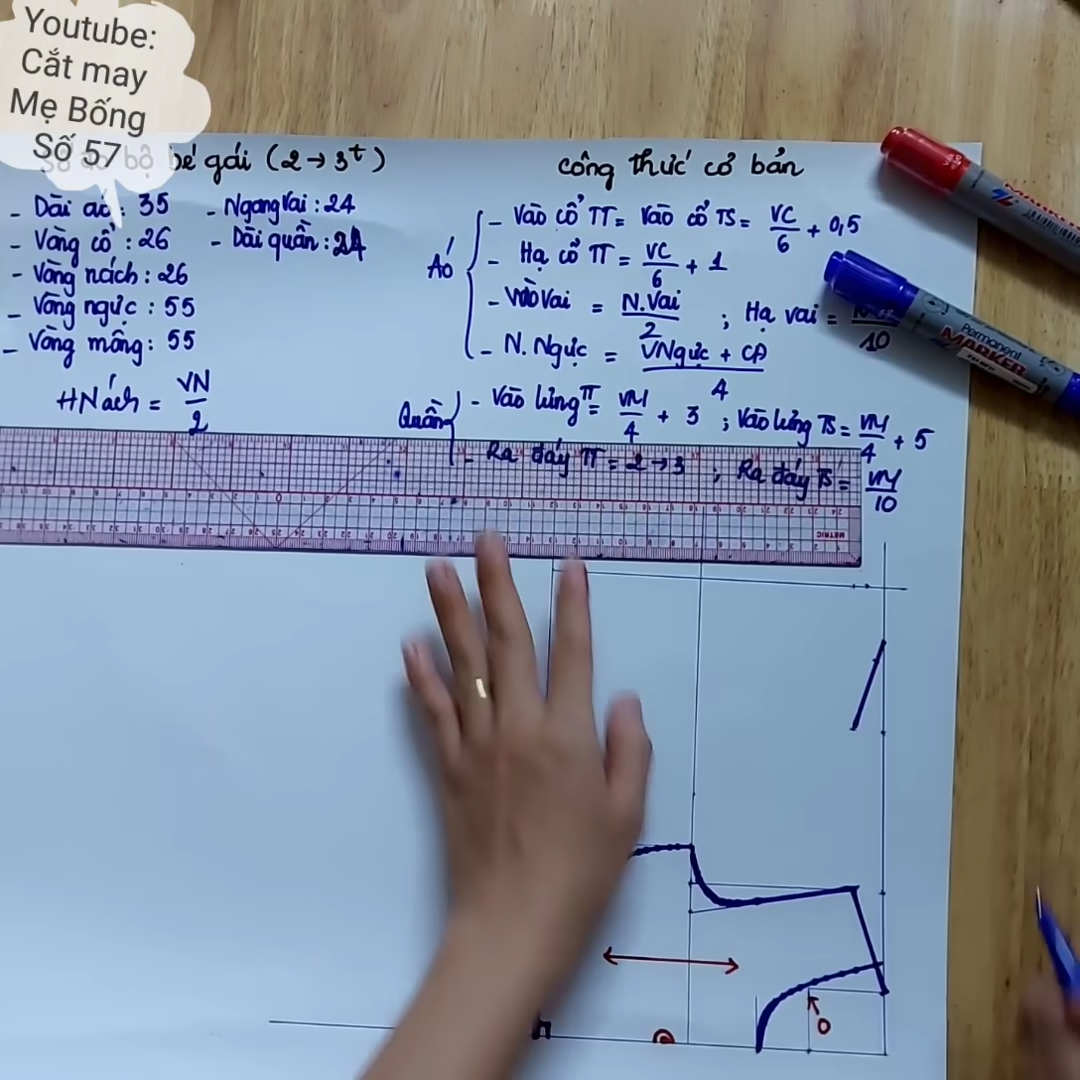 Youtube:
Cắt may
Mẹ Bống
Số 57
bộ bé gái (2→3t)
- Dài áo : 35
- Vòng cổ : 26
- Vòng nách : 26
- Vòng ngực : 55
- Vòng mông : 55
- Ngang vai : 24
- Dài quần : 24
HNách = VN/2
công thức cơ bản
Áo
- Vào cổ TT = Vào cổ TS = VC/6 + 0,5
- Hạ cổ TT = VC/6 + 1
- Vào Vai = N.Vai/2 ; Hạ vai = /10
- N. Ngực = VNgực + CĐ/4
Quần
- Vào lưng TT = VM/4 + 3 ; Vào lưng TS = VM/4 + 5
- Ra đáy TT = 2→3 ; Ra đáy TS = VM/10
METRIC
Permanent
MARKER